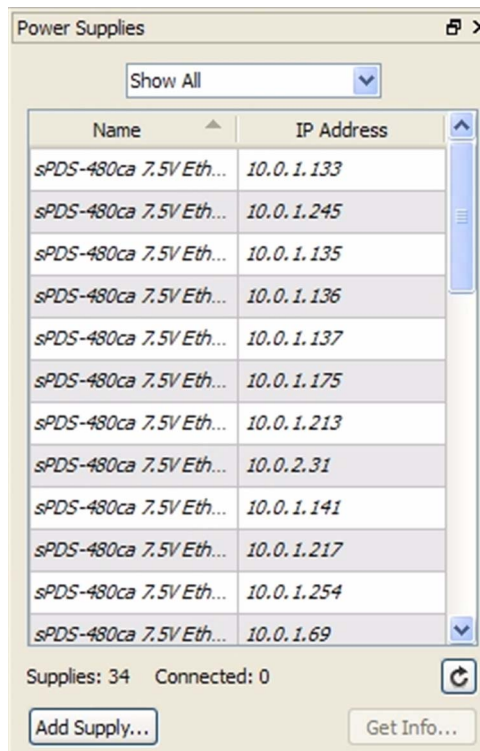 Power Supplies
Show All
Name IP Address
sPDS-480ca 7.5V Eth... 10.0.1.133
sPDS-480ca 7.5V Eth... 10.0.1.245
sPDS-480ca 7.5V Eth... 10.0.1.135
sPDS-480ca 7.5V Eth... 10.0.1.136
sPDS-480ca 7.5V Eth... 10.0.1.137
sPDS-480ca 7.5V Eth... 10.0.1.175
sPDS-480ca 7.5V Eth... 10.0.1.213
sPDS-480ca 7.5V Eth... 10.0.2.31
sPDS-480ca 7.5V Eth... 10.0.1.141
sPDS-480ca 7.5V Eth... 10.0.1.217
sPDS-480ca 7.5V Eth... 10.0.1.254
sPDS-480ca 7.5V Eth... 10.0.1.69
Supplies: 34 Connected: 0
Add Supply... Get Info...